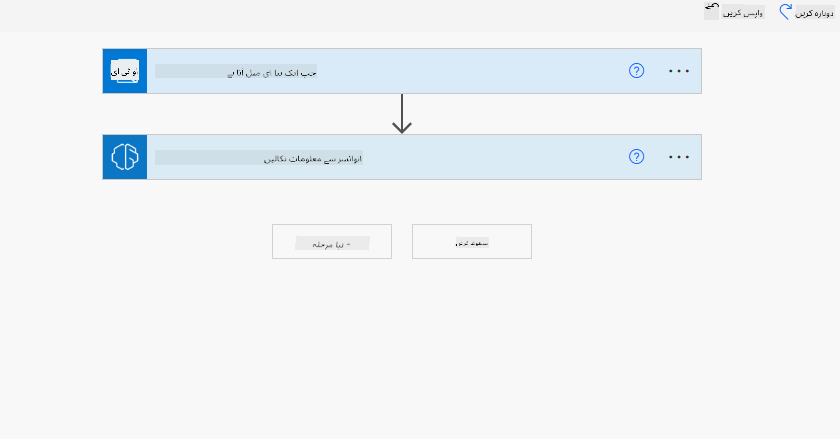 واپس کریں
دوبارہ کریں
او ٹی ای
جب ایک نیا ای میل آتا ہے
انوائسز سے معلومات نکالیں
+ نیا مرحلہ
محفوظ کریں